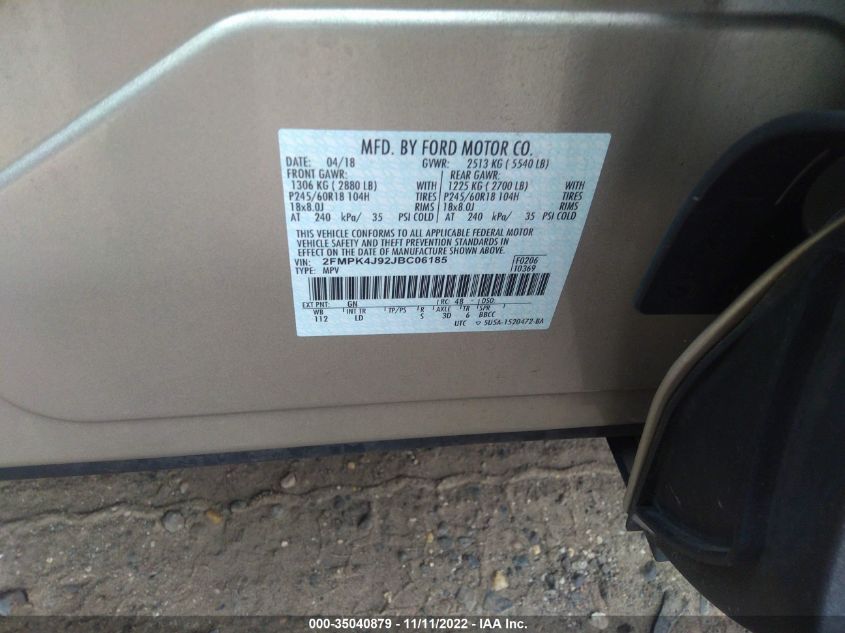 MFD. BY FORD MOTOR CO.
DATE: 04/18 GVWR: 2513 KG ( 5540 LB)
FRONT GAWR: REAR GAWR:
1306 KG ( 2880 LB) WITH 1225 KG ( 2700 LB) WITH
P245/60R18 104H TIRES P245/60R18 104H TIRES
18x8.0J RIMS 18x8.0J RIMS
AT 240 kPa/ 35 PSI COLD AT 240 kPa/ 35 PSI COLD
THIS VEHICLE CONFORMS TO ALL APPLICABLE FEDERAL MOTOR
VEHICLE SAFETY AND THEFT PREVENTION STANDARDS IN
EFFECT ON THE DATE OF MANUFACTURE SHOWN ABOVE.
VIN: 2FMPK4J92JBC06185 F0206
TYPE: MPV 10369
EXT PNT: GN RC: 48 DSO:
WB INT TR TP/PS R AXLE TR SPR
112 LD S 3D 6 BBCC
UTC 5U5A-1520472-BA
000-35040879 - 11/11/2022 - IAA Inc.